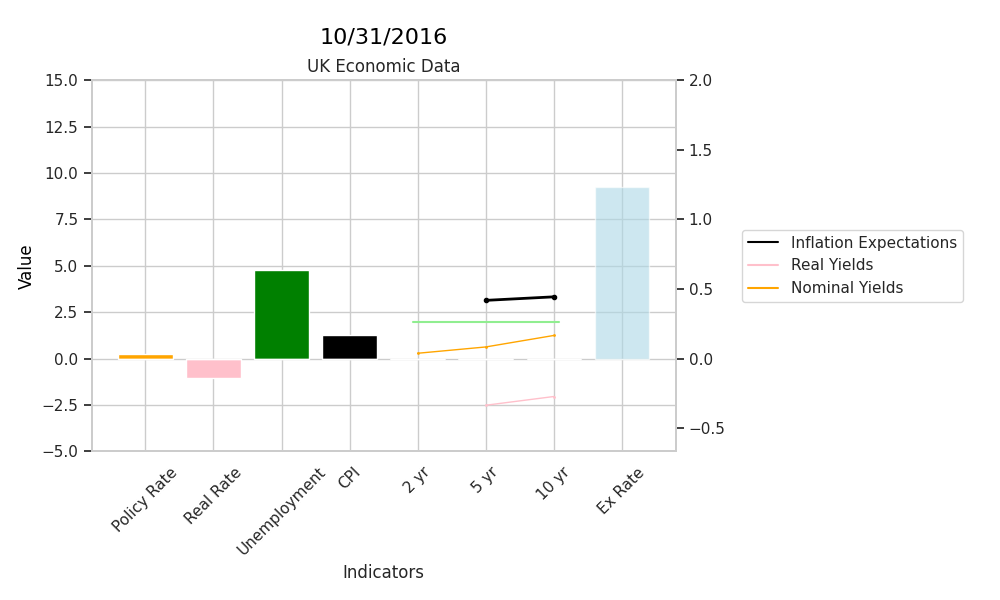 10/31/2016
UK Economic Data
15.0
12.5
10.0
7.5
5.0
2.5
0.0
−2.5
−5.0
Value
2.0
1.5
1.0
0.5
0.0
−0.5
Inflation Expectations
Real Yields
Nominal Yields
Policy Rate
Real Rate
Unemployment
CPI
2 yr
5 yr
10 yr
Ex Rate
Indicators